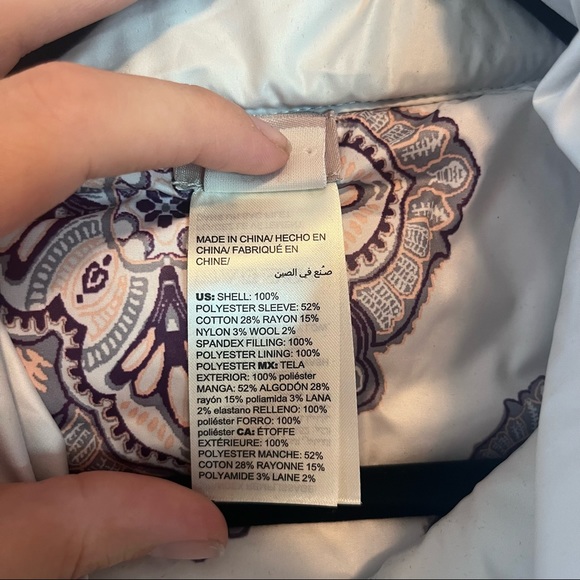 MADE IN CHINA/ HECHO EN
CHINA/ FABRIQUÉ EN
CHINE/
صُنع في الصين
US: SHELL: 100%
POLYESTER SLEEVE: 52%
COTTON 28% RAYON 15%
NYLON 3% WOOL 2%
SPANDEX FILLING: 100%
POLYESTER LINING: 100%
POLYESTER MX: TELA
EXTERIOR: 100% poliéster
MANGA: 52% ALGODÓN 28%
rayón 15% poliamida 3% LANA
2% elastano RELLENO: 100%
poliéster FORRO: 100%
poliéster CA: ÉTOFFE
EXTÉRIEURE: 100%
POLYESTER MANCHE: 52%
COTON 28% RAYONNE 15%
POLYAMIDE 3% LAINE 2%